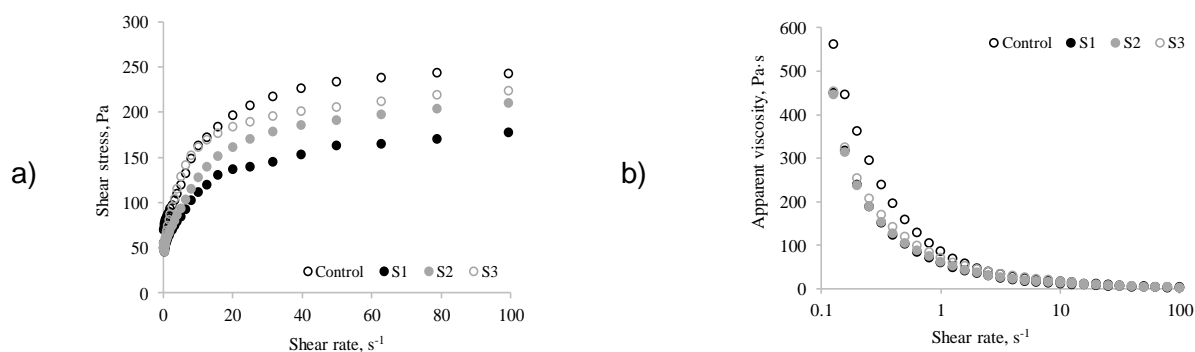 a)
Shear stress, Pa
300
250
200
150
100
50
0
Control S1 S2 S3
0 20 40 60 80 100
Shear rate, s-1
b)
Apparent viscosity, Pa·s
600
500
400
300
200
100
0
Control S1 S2 S3
0.1 1 10 100
Shear rate, s-1